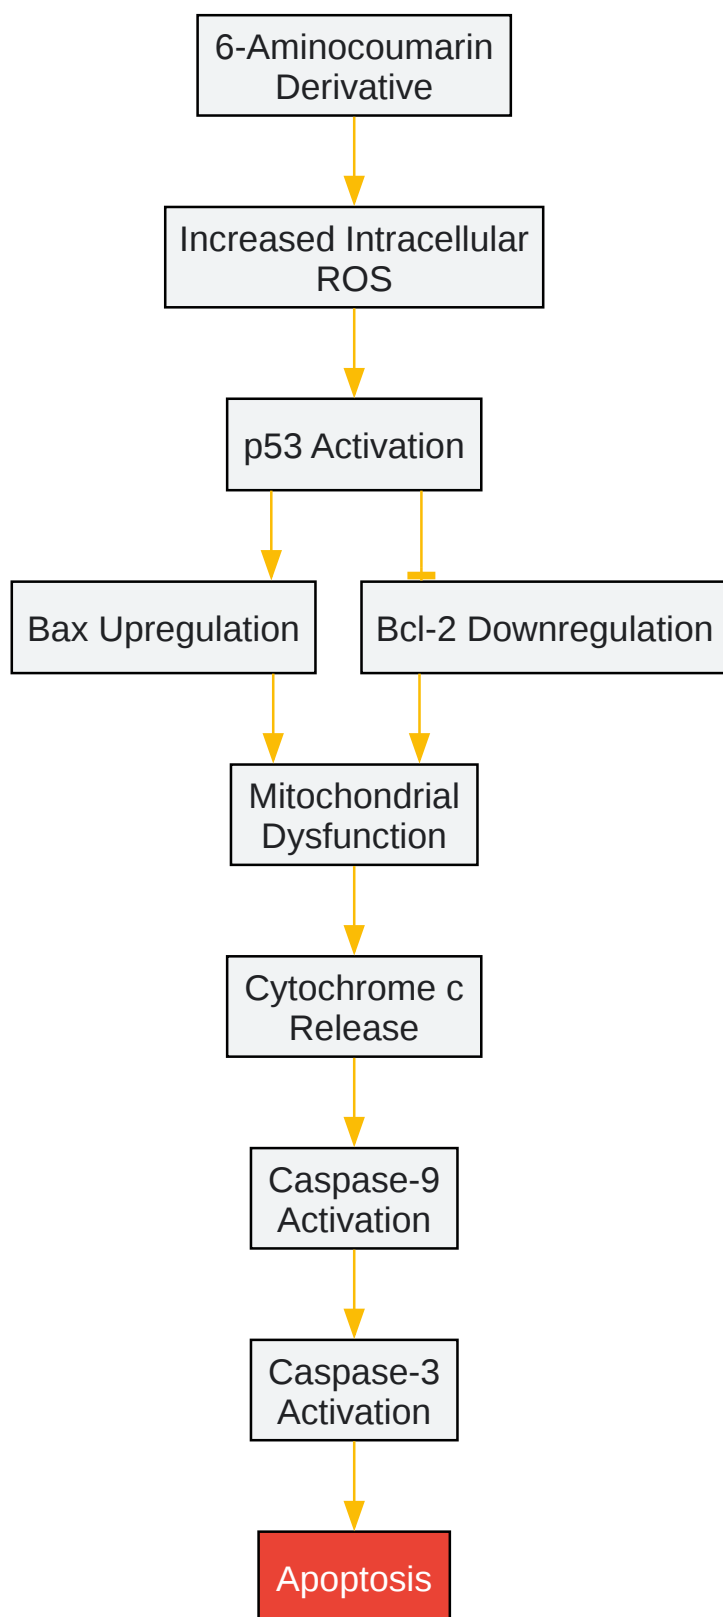 6-Aminocoumarin
Derivative
Increased Intracellular
ROS
p53 Activation
Bax Upregulation
Bcl-2 Downregulation
Mitochondrial
Dysfunction
Cytochrome c
Release
Caspase-9
Activation
Caspase-3
Activation
Apoptosis